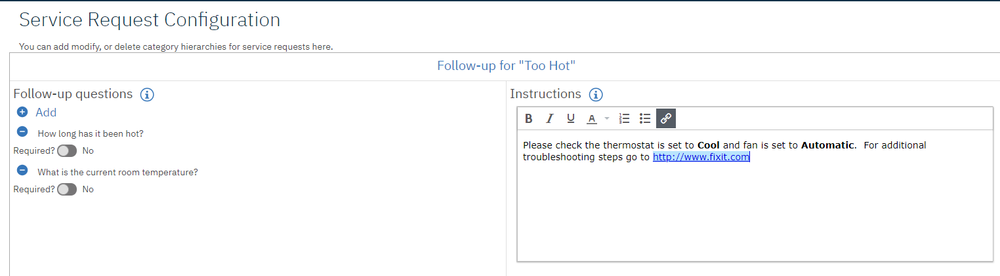 Service Request Configuration
You can add modify, or delete category hierarchies for service requests here.
Follow-up for "Too Hot"
Follow-up questions
Add
How long has it been hot?
Required? No
What is the current room temperature?
Required? No
Instructions
B I U A
Please check the thermostat is set to Cool and fan is set to Automatic.  For additional
troubleshooting steps go to http://www.fixit.com